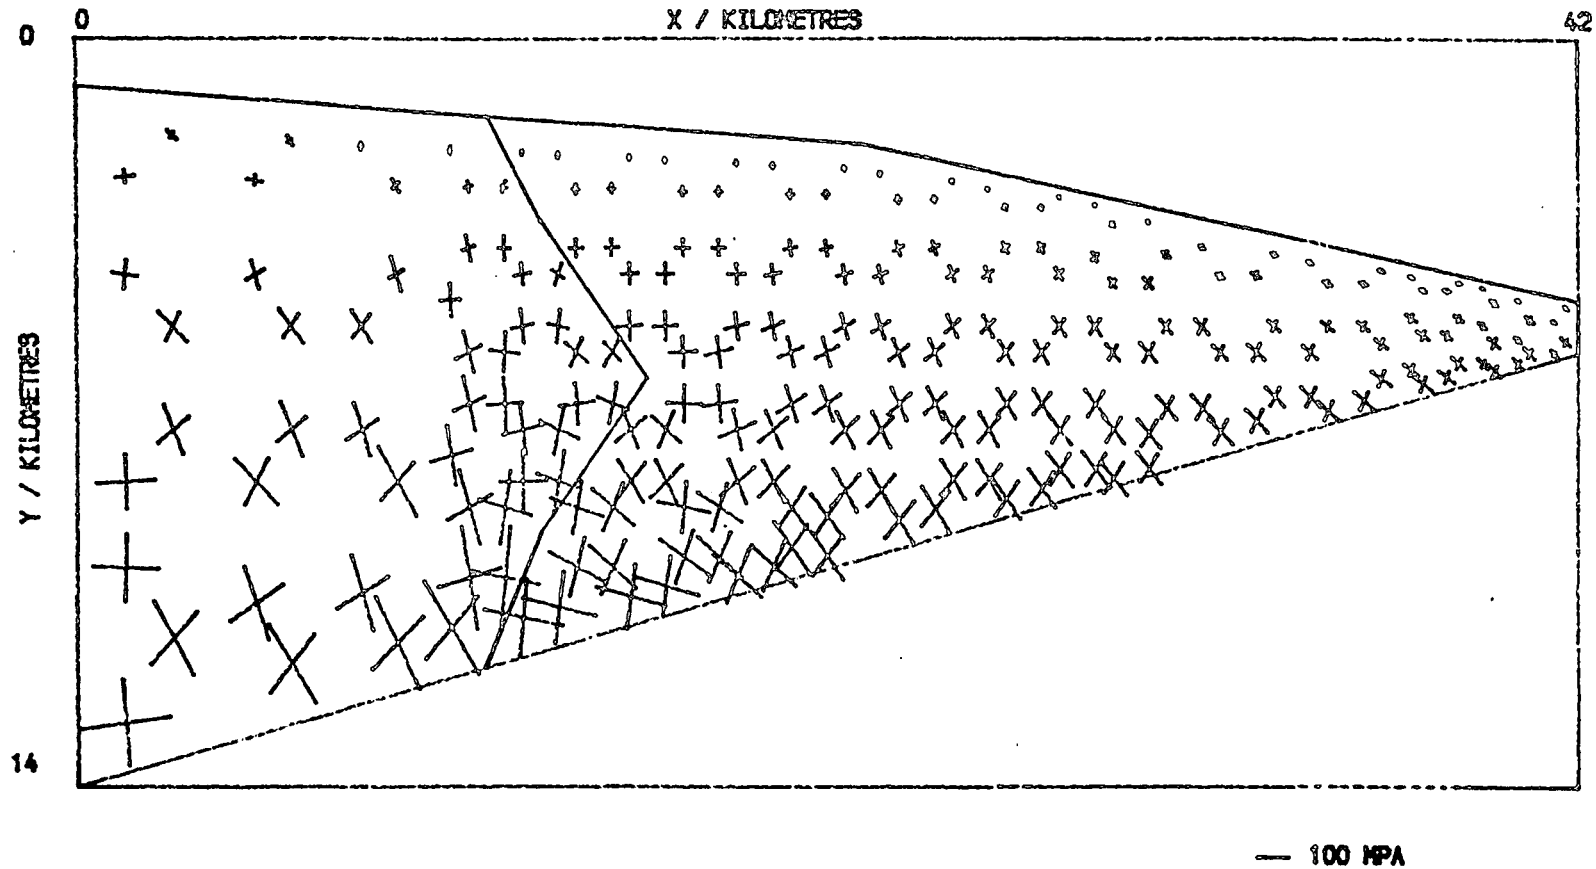 0 X / KILOMETRES 42
0
Y / KILOMETRES
14
100 MPA